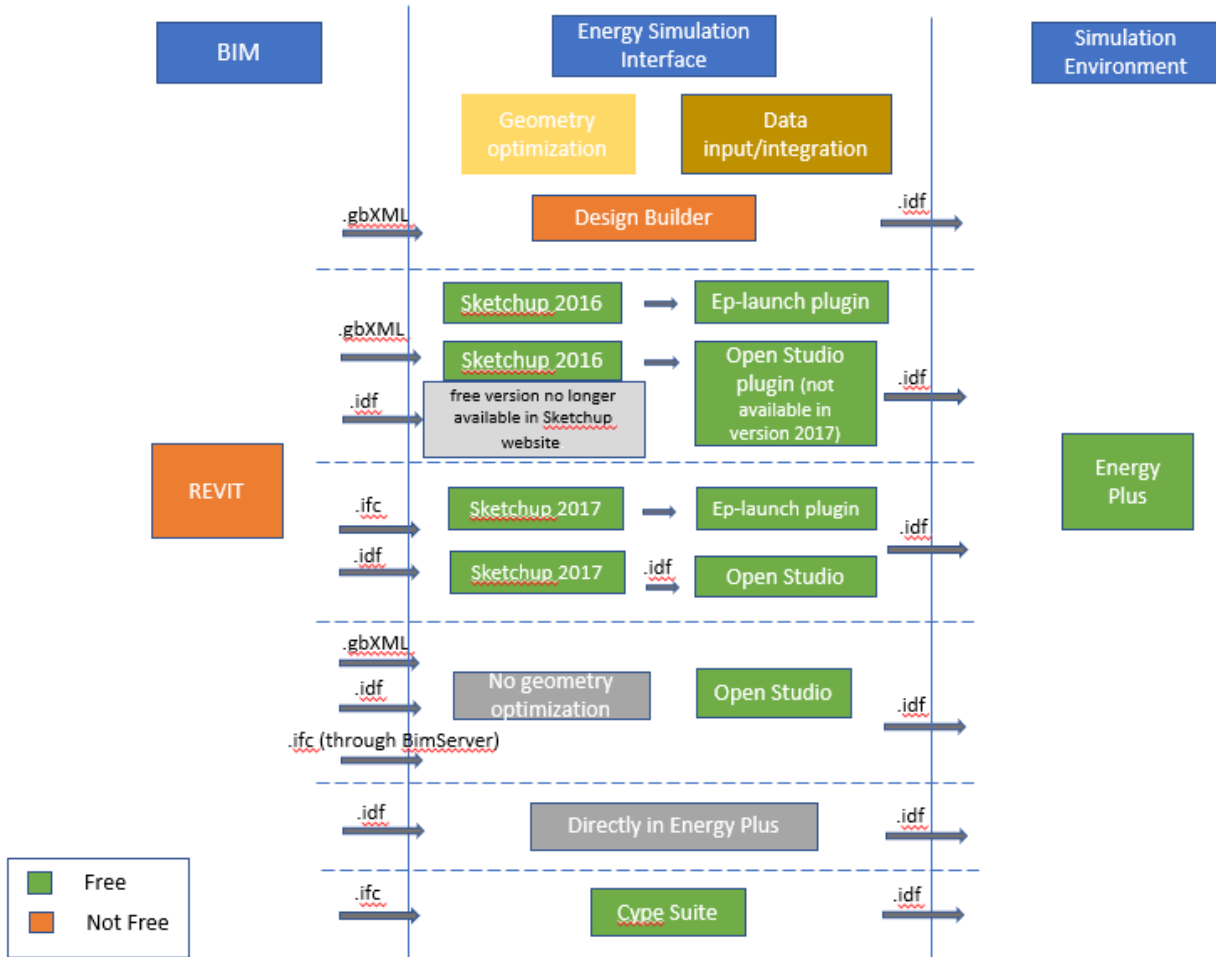 BIM
Energy Simulation
Interface
Simulation
Environment
Geometry
optimization
Data
input/integration
.gbXML
Design Builder
.idf
Sketchup 2016
Ep-launch plugin
.gbXML
Sketchup 2016
Open Studio
plugin (not
available in
version 2017)
.idf
.idf
free version no longer
available in Sketchup
website
REVIT
Energy
Plus
.ifc
Sketchup 2017
Ep-launch plugin
.idf
.idf
Sketchup 2017
.idf
Open Studio
.gbXML
.idf
No geometry
optimization
Open Studio
.idf
.ifc (through BimServer)
.idf
Directly in Energy Plus
.idf
.ifc
Cype Suite
.idf
Free
Not Free